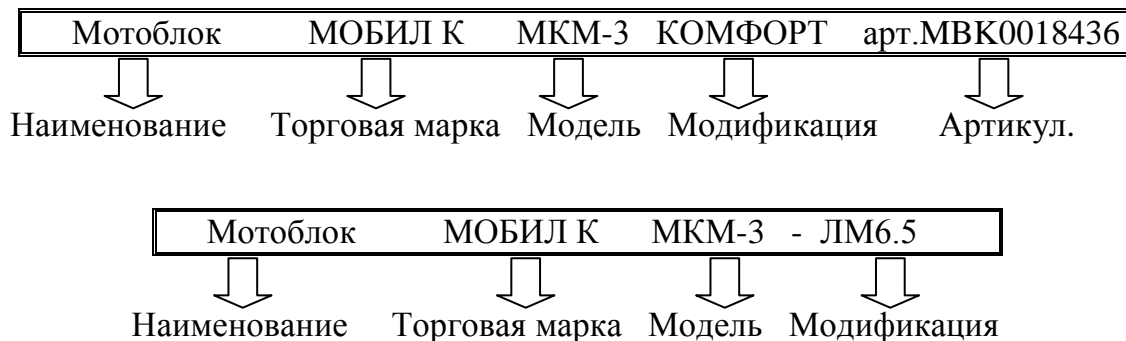 Мотоблок МОБИЛ К МКМ-3 КОМФОРТ арт.МВК0018436
Наименование Торговая марка Модель Модификация Артикул.
Мотоблок МОБИЛ К МКМ-3 - ЛМ6.5
Наименование Торговая марка Модель Модификация